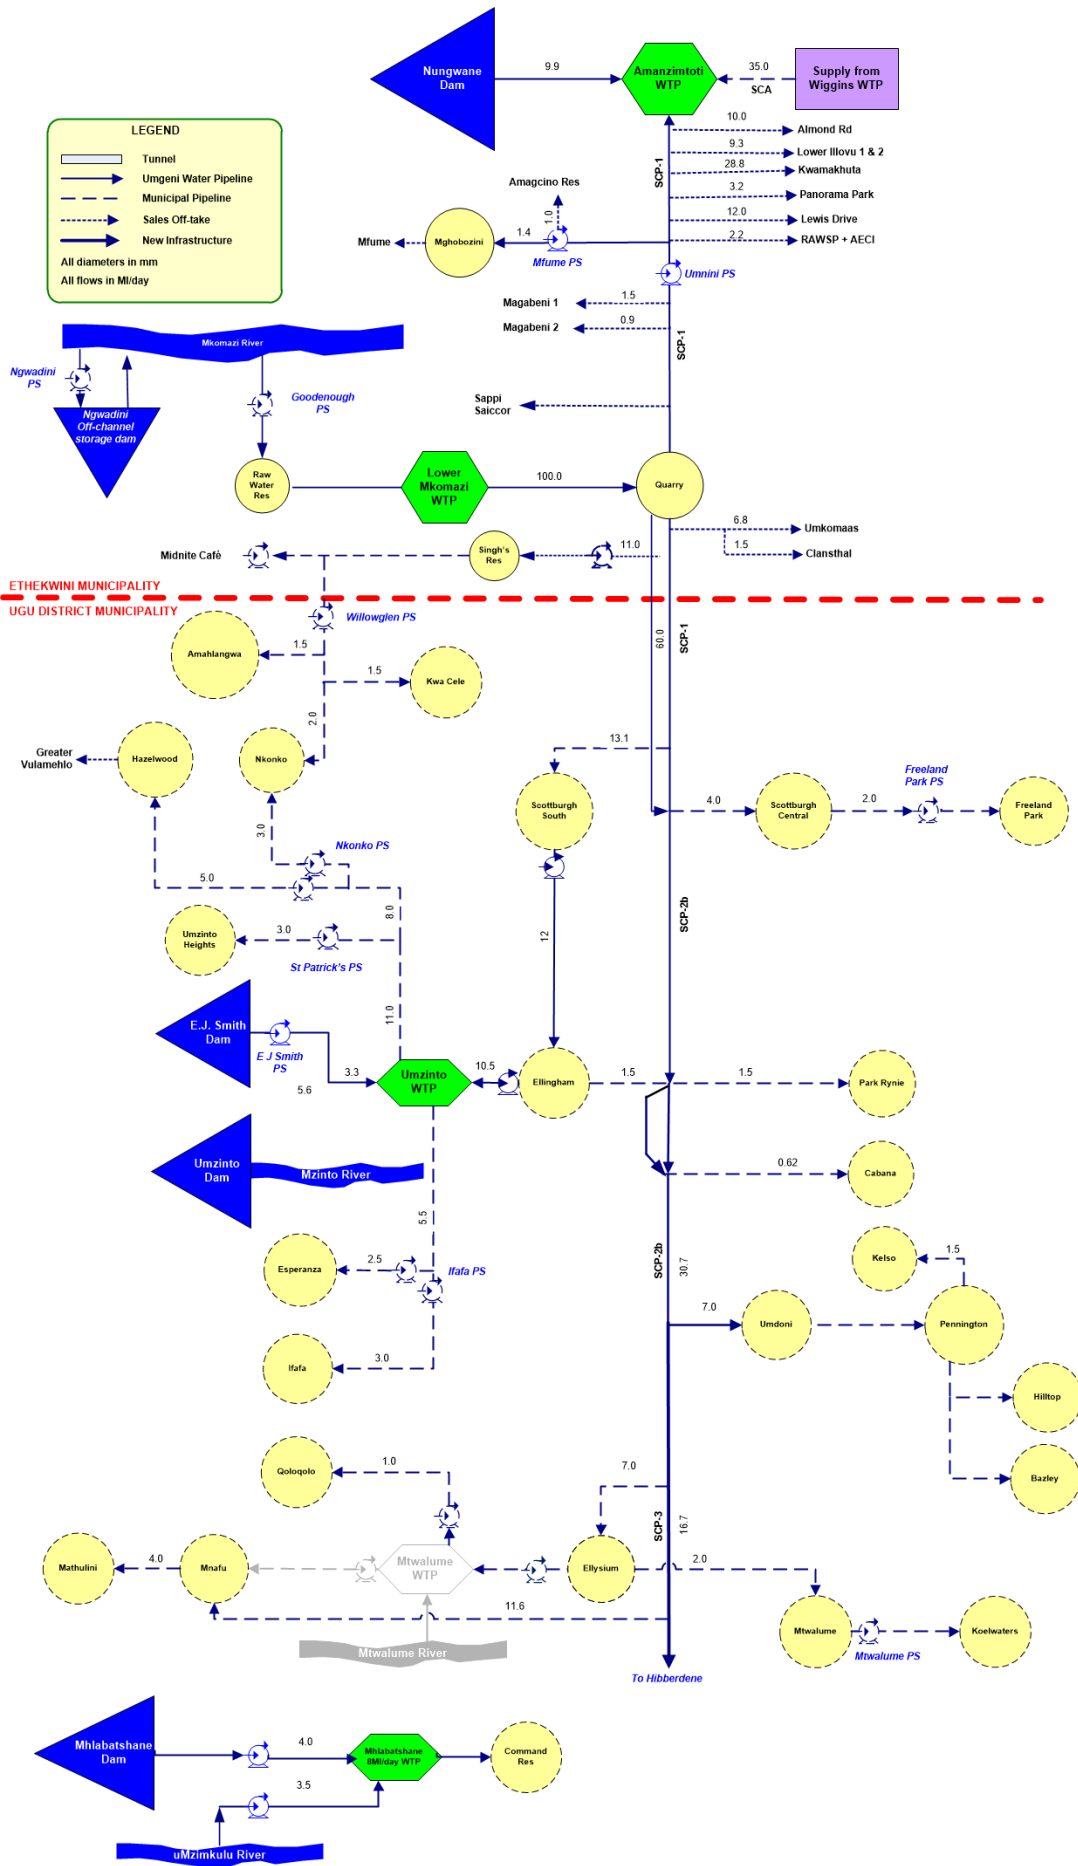 Nungwane
Dam
9.9
Amanzimtoti
WTP
35.0
SCA
Supply from
Wiggins WTP
LEGEND
Tunnel
Umgeni Water Pipeline
Municipal Pipeline
Sales Off-take
New Infrastructure
All diameters in mm
All flows in Ml/day
10.0
Almond Rd
9.3
Lower Illovu 1 & 2
28.8
Kwamakhuta
SCP-1
3.2
Panorama Park
12.0
Lewis Drive
2.2
RAWSP + AECI
Amagcino Res
1.0
Mfume
Mghobozini
1.4
Mfume PS
Umnini PS
Magabeni 1
1.5
Magabeni 2
0.9
SCP-1
Mkomazi River
Ngwadini
PS
Goodenough
PS
Ngwadini
Off-channel
storage dam
Sappi
Saiccor
Raw
Water
Res
Lower
Mkomazi
WTP
100.0
Quarry
6.8
Umkomaas
1.5
Clansthal
Midnite Café
Singh's
Res
11.0
ETHEKWINI MUNICIPALITY
UGU DISTRICT MUNICIPALITY
Willowglen PS
60.0
SCP-1
Amahlangwa
1.5
1.5
Kwa Cele
2.0
Greater
Vulamehlo
Hazelwood
Nkonko
13.1
Scottburgh
South
4.0
Scottburgh
Central
2.0
Freeland
Park PS
Freeland
Park
3.0
Nkonko PS
5.0
8.0
SCP-2b
Umzinto
Heights
3.0
St Patrick's PS
12
11.0
E.J. Smith
Dam
E J Smith
PS
3.3
5.6
Umzinto
WTP
10.5
Ellingham
1.5
1.5
Park Rynie
Umzinto
Dam
Mzinto River
0.62
Cabana
5.5
SCP-2b
30.7
Esperanza
2.5
Ifafa PS
Kelso
1.5
7.0
Umdoni
Pennington
Ifafa
3.0
Hilltop
Qoloqolo
1.0
7.0
Bazley
SCP-3
16.7
Mathulini
4.0
Mnafu
Mtwalume
WTP
Ellysium
2.0
11.6
Mtwalume
Koelwaters
Mtwalume PS
Mtwalume River
To Hibberdene
Mhlabatshane
Dam
4.0
Mhlabatshane
8Ml/day WTP
Command
Res
3.5
uMzimkulu River